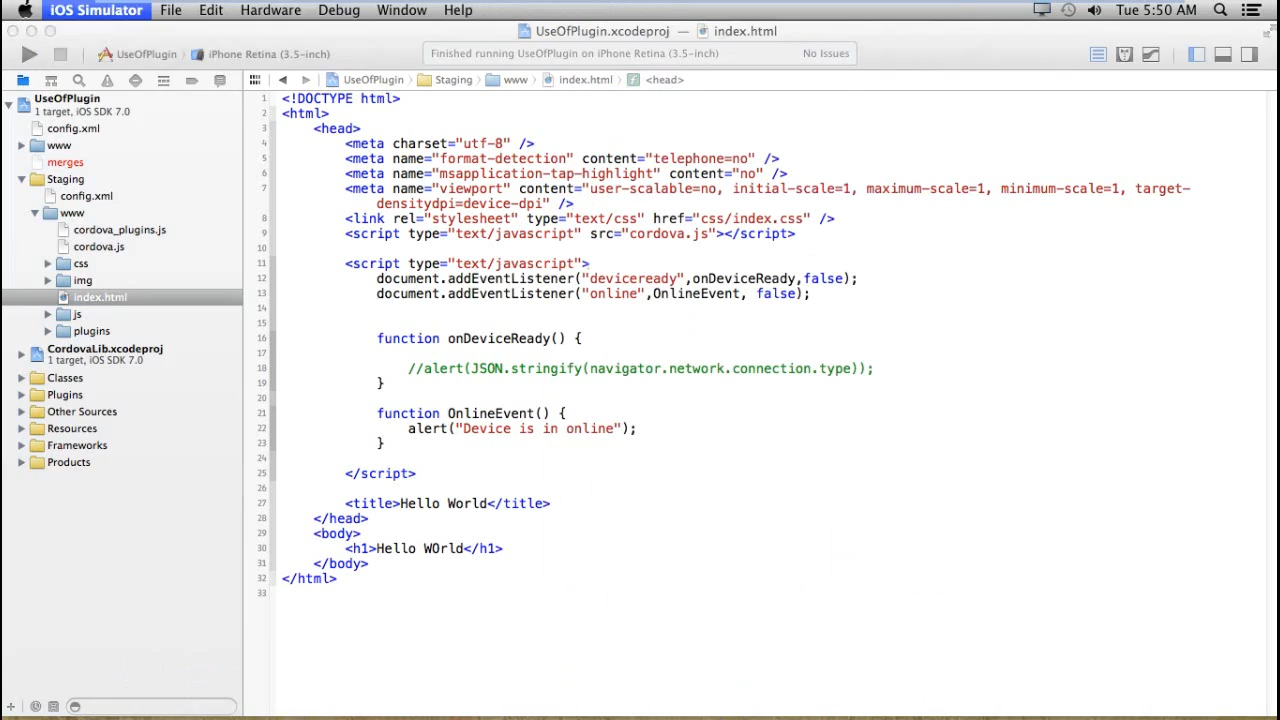 iOS Simulator File Edit Hardware Debug Window Help Tue 5:50 AM
UseOfPlugin.xcodeproj — index.html
UseOfPlugin iPhone Retina (3.5-inch) Finished running UseOfPlugin on iPhone Retina (3.5-inch) No Issues
UseOfPlugin Staging www index.html <head>
UseOfPlugin
1 target, iOS SDK 7.0
config.xml
www
merges
Staging
config.xml
www
cordova_plugins.js
cordova.js
css
img
index.html
js
plugins
CordovaLib.xcodeproj
1 target, iOS SDK 7.0
Classes
Plugins
Other Sources
Resources
Frameworks
Products
1 <!DOCTYPE html>
2 <html>
3 <head>
4 <meta charset="utf-8" />
5 <meta name="format-detection" content="telephone=no" />
6 <meta name="msapplication-tap-highlight" content="no" />
7 <meta name="viewport" content="user-scalable=no, initial-scale=1, maximum-scale=1, minimum-scale=1, target-
densitydpi=device-dpi" />
8 <link rel="stylesheet" type="text/css" href="css/index.css" />
9 <script type="text/javascript" src="cordova.js"></script>
10
11 <script type="text/javascript">
12 document.addEventListener("deviceready",onDeviceReady,false);
13 document.addEventListener("online",OnlineEvent, false);
14
15
16 function onDeviceReady() {
17
18 //alert(JSON.stringify(navigator.network.connection.type));
19 }
20
21 function OnlineEvent() {
22 alert("Device is in online");
23 }
24
25 </script>
26
27 <title>Hello World</title>
28 </head>
29 <body>
30 <h1>Hello WOrld</h1>
31 </body>
32 </html>
33